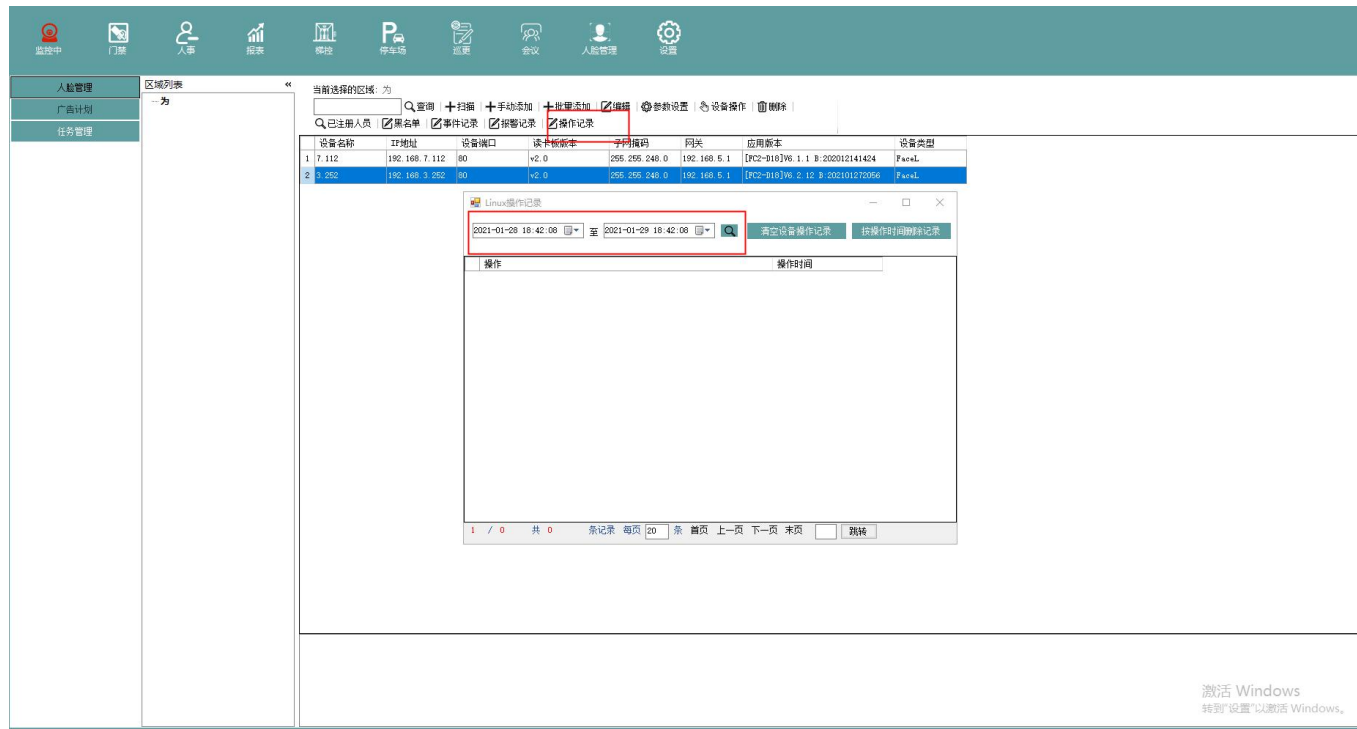 监控中 门禁 人事 报表 梯控 停车场 巡更 会议 人脸管理 设置
人脸管理
广告计划
任务管理
区域列表 «
为
当前选择的区域: 为
查询 扫描 手动添加 批量添加 编辑 参数设置 设备操作 删除
已注册人员 黑名单 事件记录 报警记录 操作记录
设备名称 IP地址 设备端口 读卡板版本 子网掩码 网关 应用版本 设备类型
1 7.112 192.168.7.112 80 v2.0 255.255.248.0 192.168.5.1 [FC2-D18]V6.1.1 B:202012141424 FaceL
2 3.252 192.168.3.252 80 v2.0 255.255.248.0 192.168.5.1 [FC2-D18]V6.2.12 B:202101272056 FaceL
Linux操作记录
2021-01-28 18:42:08 至 2021-01-29 18:42:08 清空设备操作记录 按操作时间删除记录
操作 操作时间
1 / 0 共 0 条记录 每页 20 条 首页 上一页 下一页 末页 跳转
激活 Windows
转到"设置"以激活 Windows。